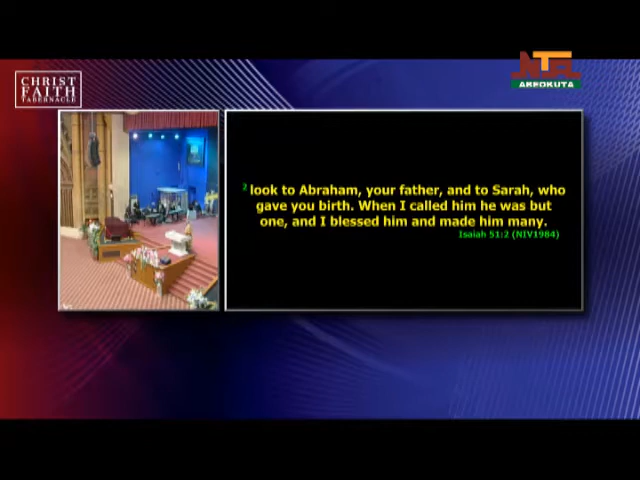 CHRIST
FAITH
TABERNACLE
NTA
ABEOKUTA
2 look to Abraham, your father, and to Sarah, who
gave you birth. When I called him he was but
one, and I blessed him and made him many.
Isaiah 51:2 (NIV1984)